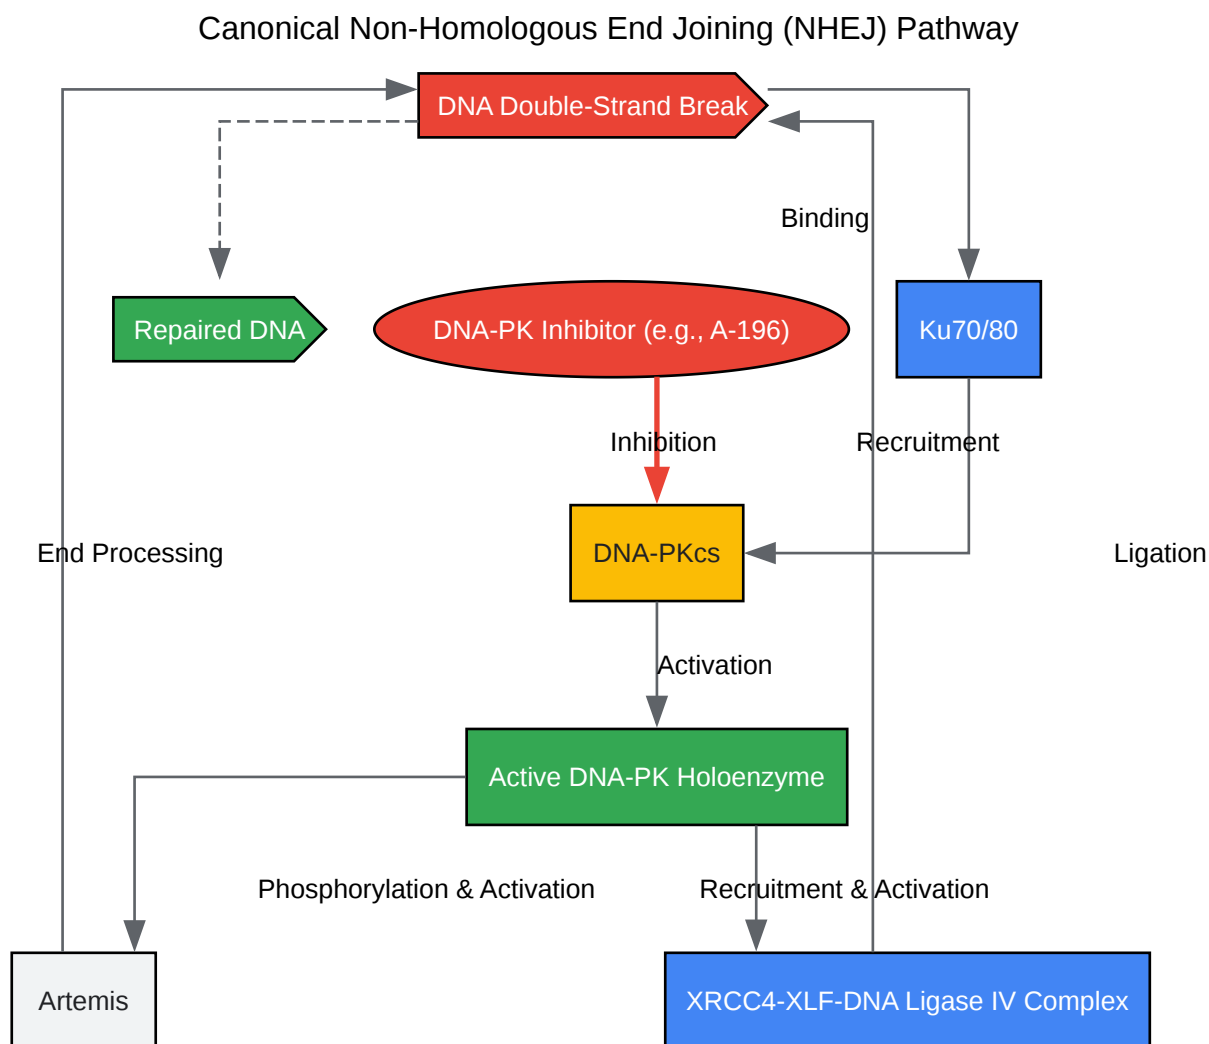 Canonical Non-Homologous End Joining (NHEJ) Pathway
DNA Double-Strand Break
Binding
Repaired DNA
DNA-PK Inhibitor (e.g., A-196)
Ku70/80
Inhibition
Recruitment
End Processing
DNA-PKcs
Ligation
Activation
Active DNA-PK Holoenzyme
Phosphorylation & Activation
Recruitment & Activation
Artemis
XRCC4-XLF-DNA Ligase IV Complex